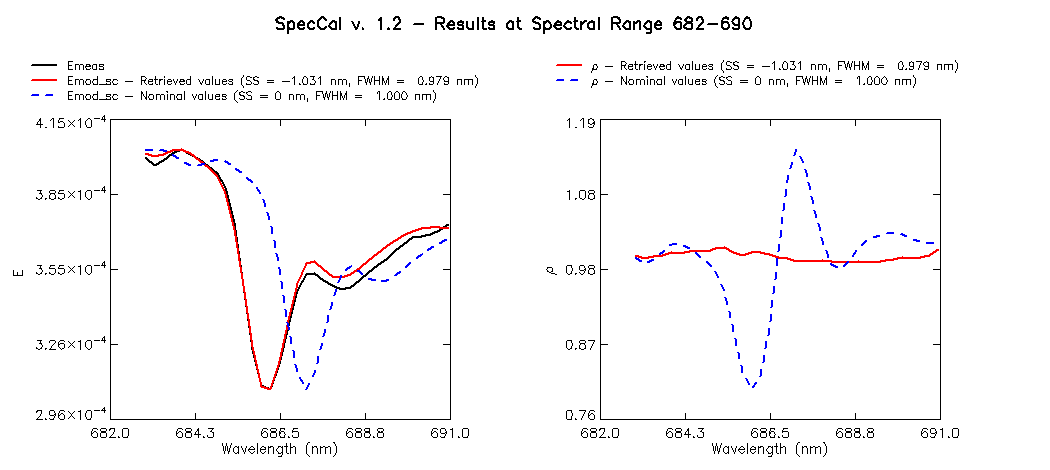 SpecCal v. 1.2 – Results at Spectral Range 682–690
Emeas
Emod_sc – Retrieved values (SS = –1.031 nm, FWHM = 0.979 nm)
Emod_sc – Nominal values (SS = 0 nm, FWHM = 1.000 nm)
4.15×10⁻⁴
3.85×10⁻⁴
3.55×10⁻⁴
3.26×10⁻⁴
2.96×10⁻⁴
E
682.0 684.3 686.5 688.8 691.0
Wavelength (nm)
ρ – Retrieved values (SS = –1.031 nm, FWHM = 0.979 nm)
ρ – Nominal values (SS = 0 nm, FWHM = 1.000 nm)
1.19
1.08
0.98
0.87
0.76
ρ
682.0 684.3 686.5 688.8 691.0
Wavelength (nm)